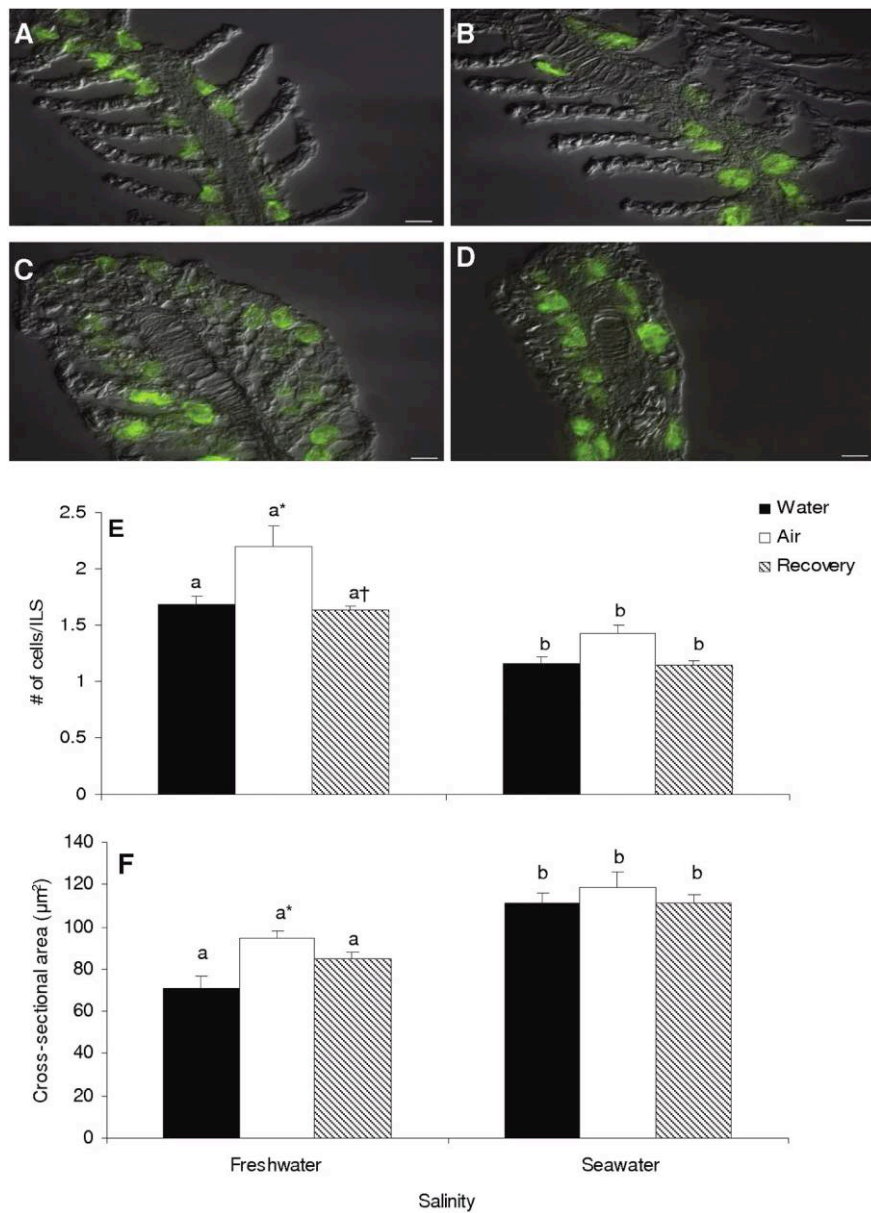 A
B
C
D
E
2.5
2
1.5
1
0.5
0
# of cells/ILS
a
a*
a†
b
b
b
Water
Air
Recovery
F
140
120
100
80
60
40
20
0
Cross-sectional area (µm²)
a
a*
a
b
b
b
Freshwater
Seawater
Salinity